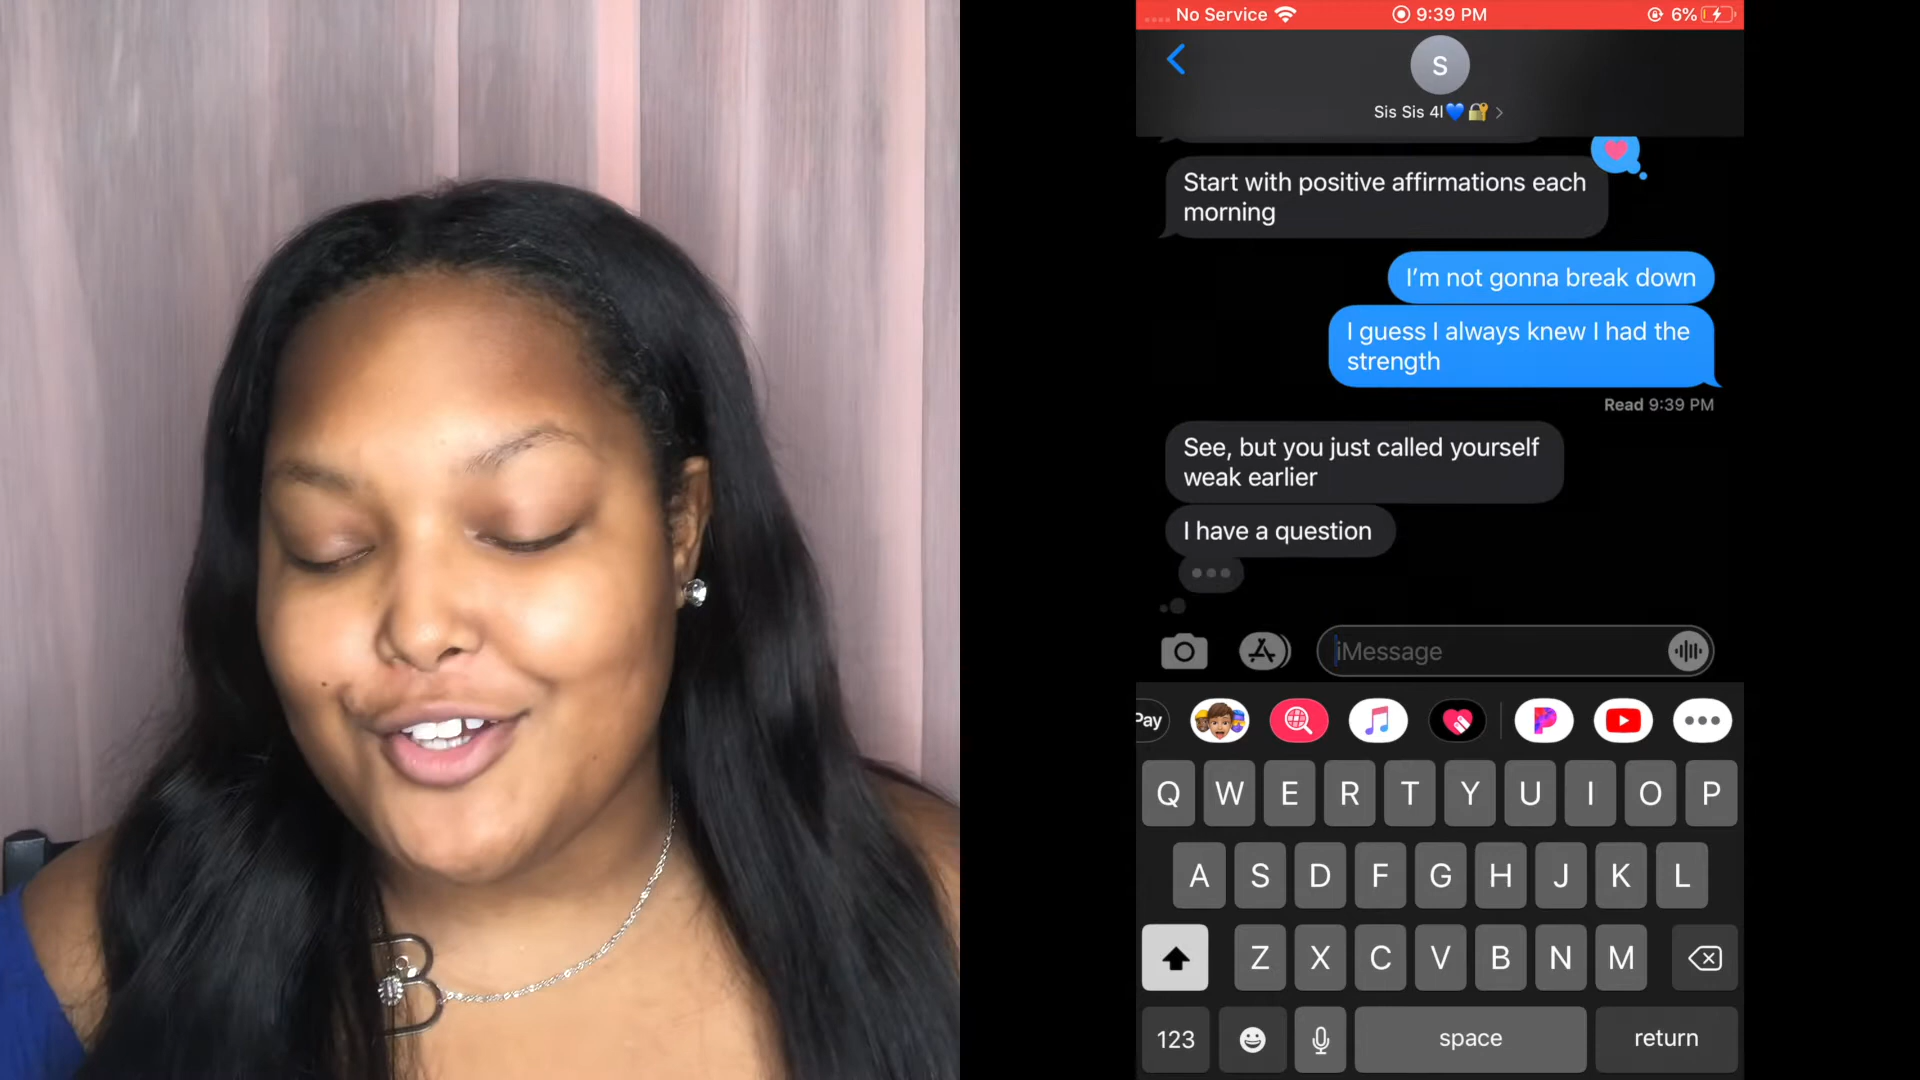 No Service 9:39 PM 6%
S
Sis Sis 4l💙🔐 >
Start with positive affirmations each
morning
I'm not gonna break down
I guess I always knew I had the
strength
Read 9:39 PM
See, but you just called yourself
weak earlier
I have a question
iMessage
Pay
Q W E R T Y U I O P
A S D F G H J K L
Z X C V B N M
123 space return